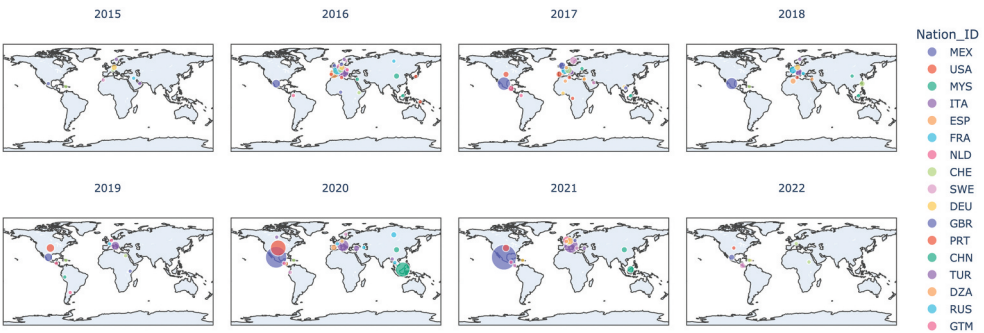 2015
2016
2017
2018
Nation_ID
MEX
USA
MYS
ITA
ESP
FRA
NLD
CHE
SWE
DEU
GBR
PRT
CHN
TUR
DZA
RUS
GTM
2019
2020
2021
2022